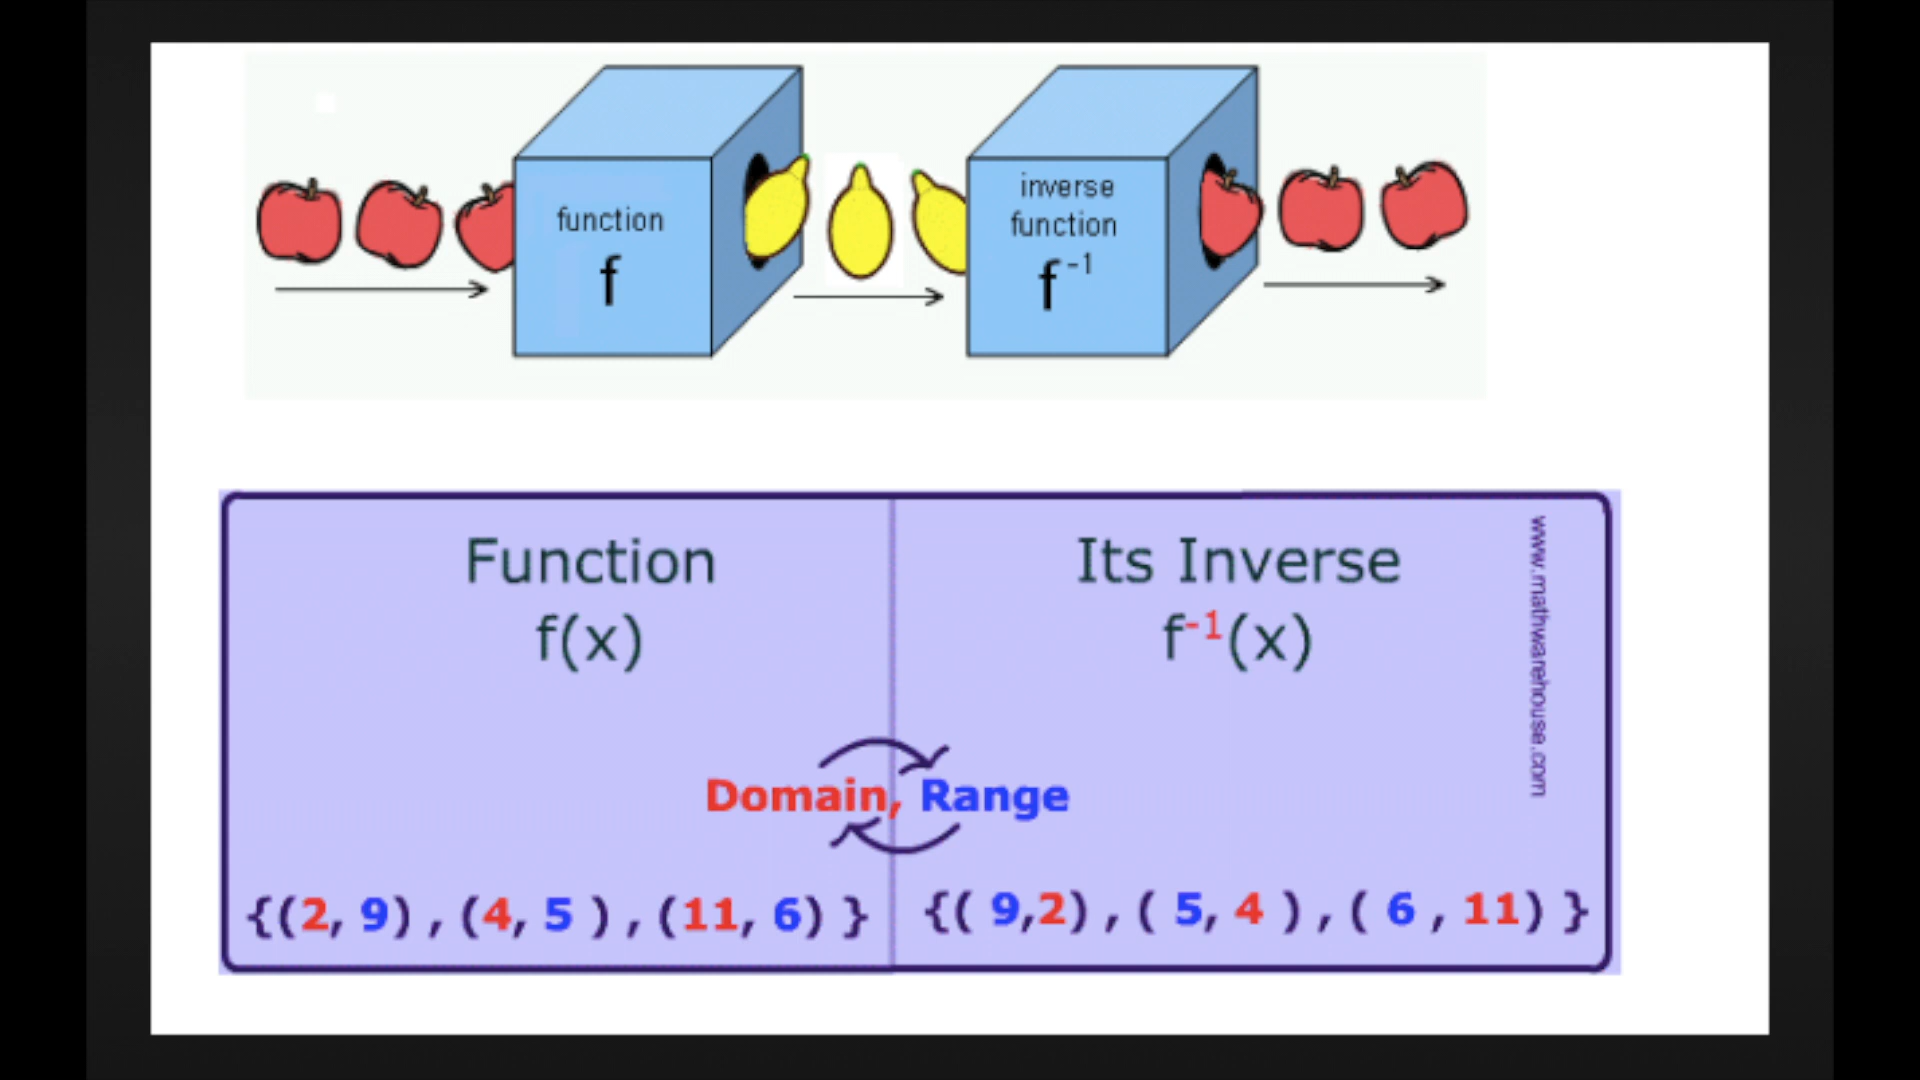 function
f
inverse
function
f⁻¹
Function
f(x)
Its Inverse
f⁻¹(x)
www.mathwarehouse.com
Domain, Range
{(2, 9) , (4, 5 ) , (11, 6) }
{( 9,2) , ( 5, 4 ) , ( 6 , 11) }